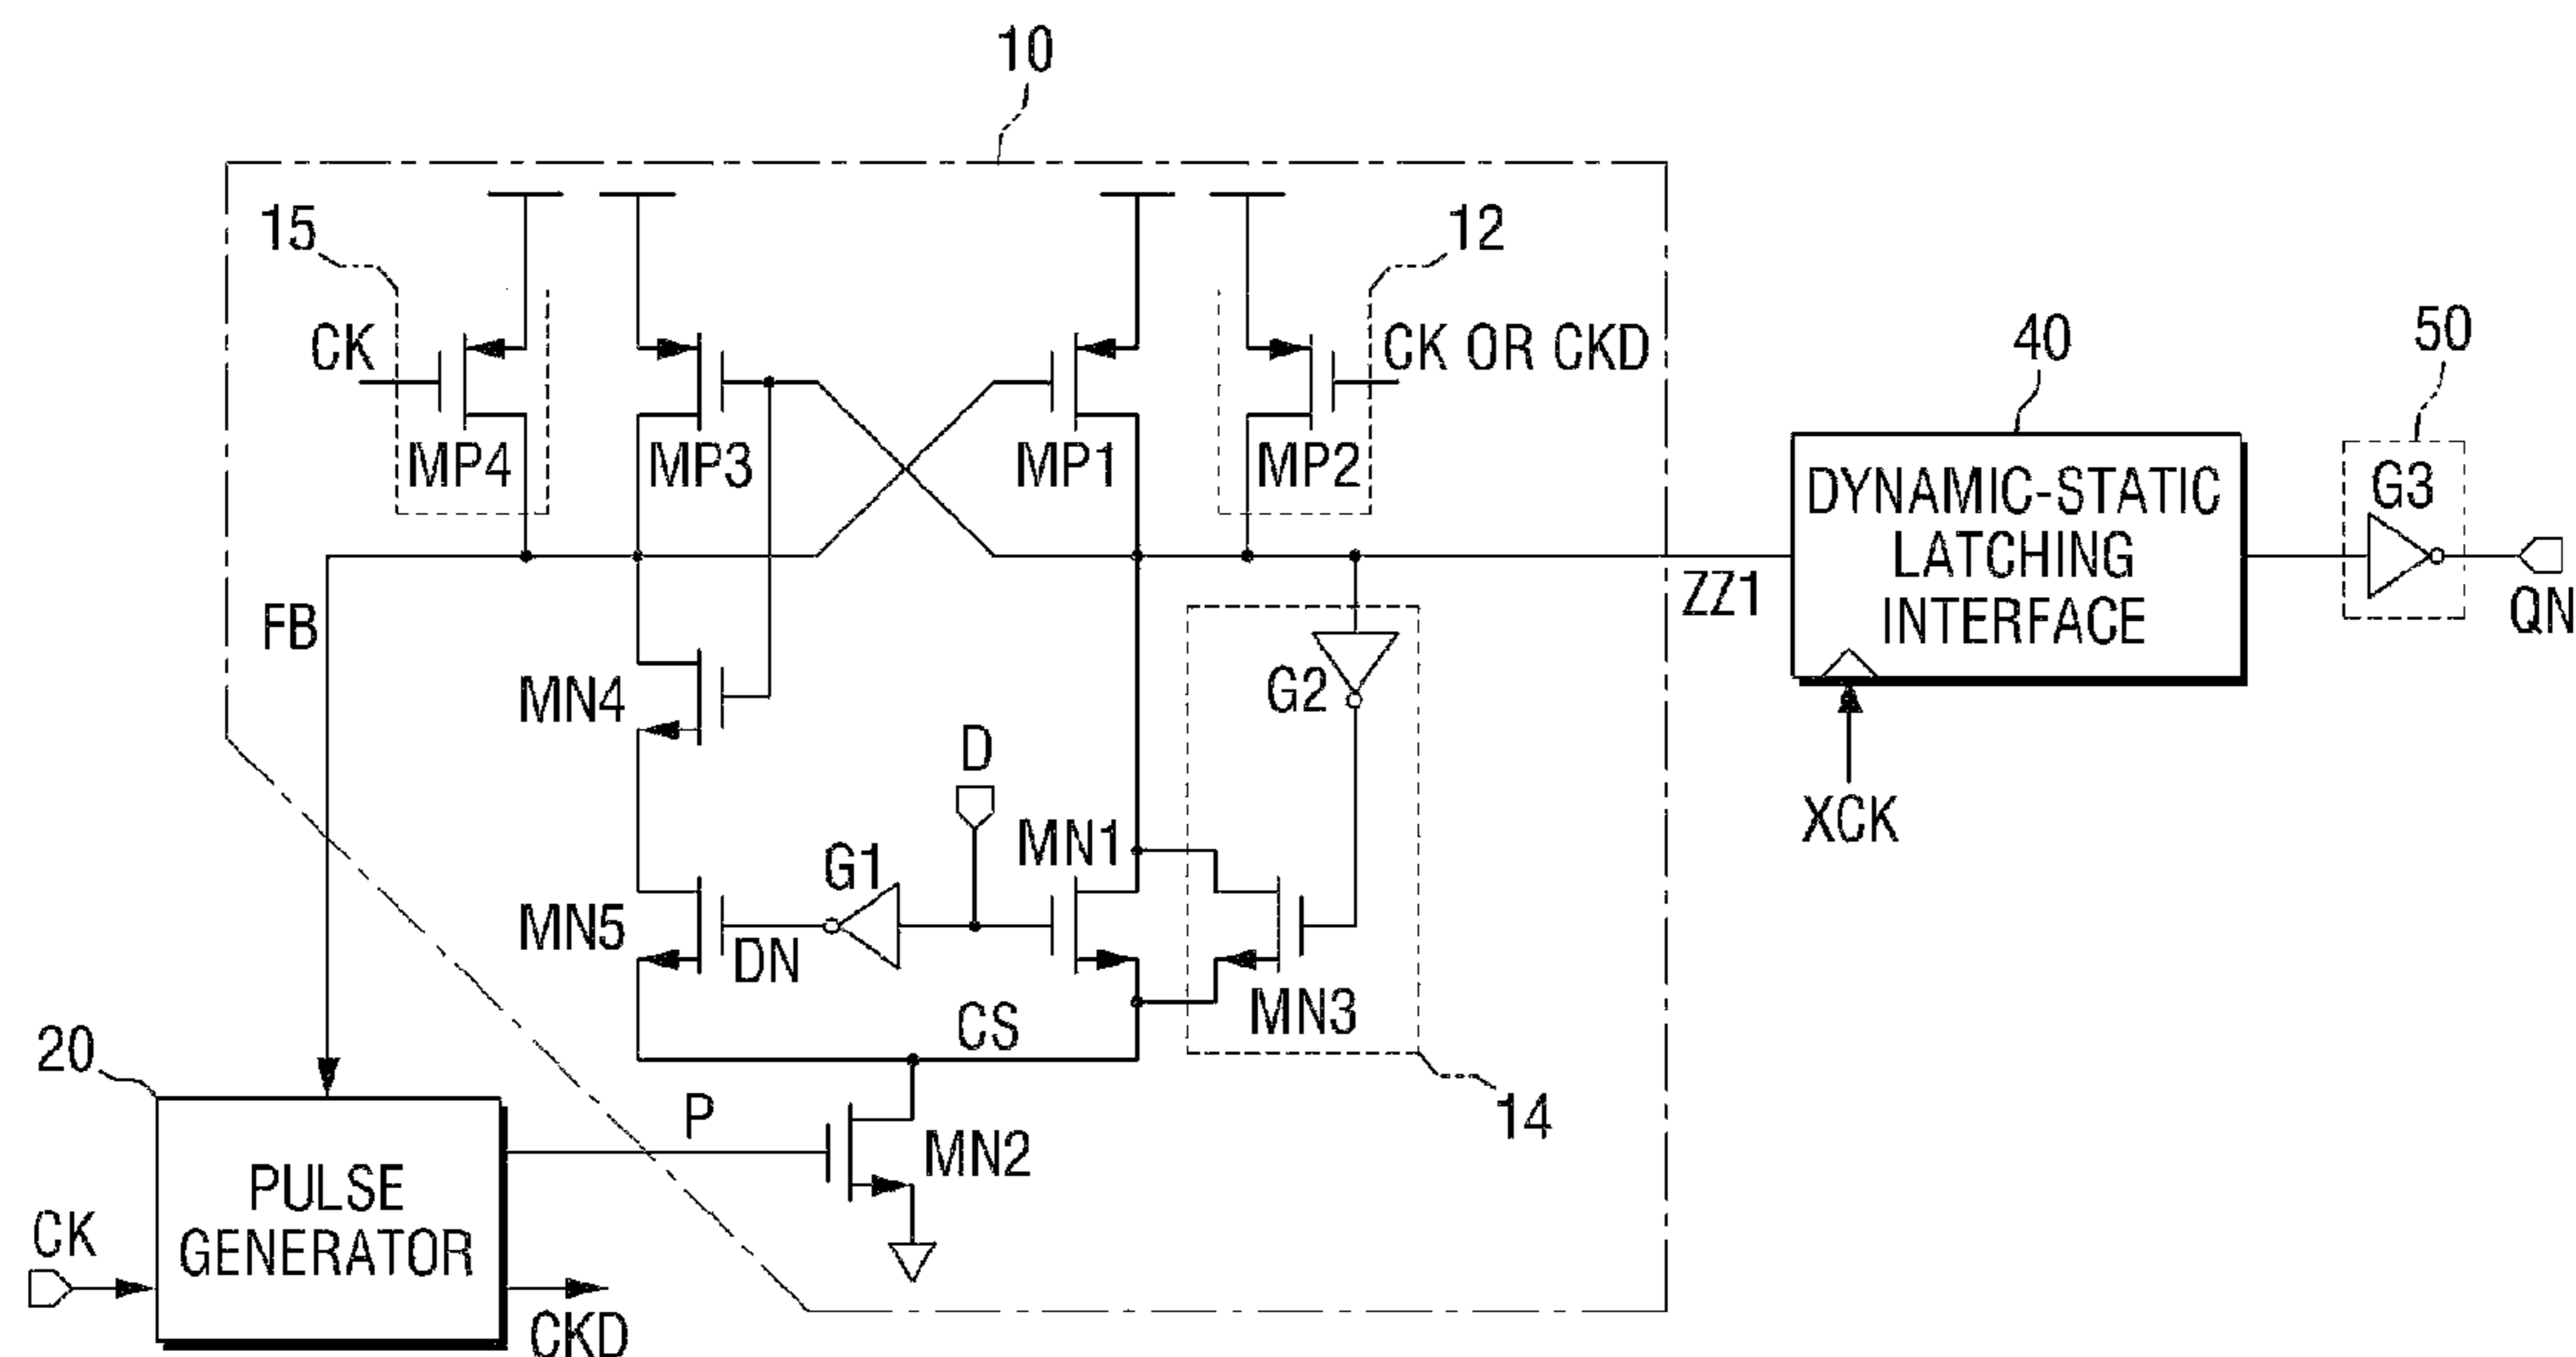 10
15
12
CK
CK OR CKD
40
50
MP4
MP3
MP1
MP2
DYNAMIC-STATIC
LATCHING
INTERFACE
G3
QN
FB
ZZ1
MN4
G2
D
XCK
G1
MN1
MN5
DN
CS
MN3
20
P
14
MN2
PULSE
GENERATOR
CK
CKD